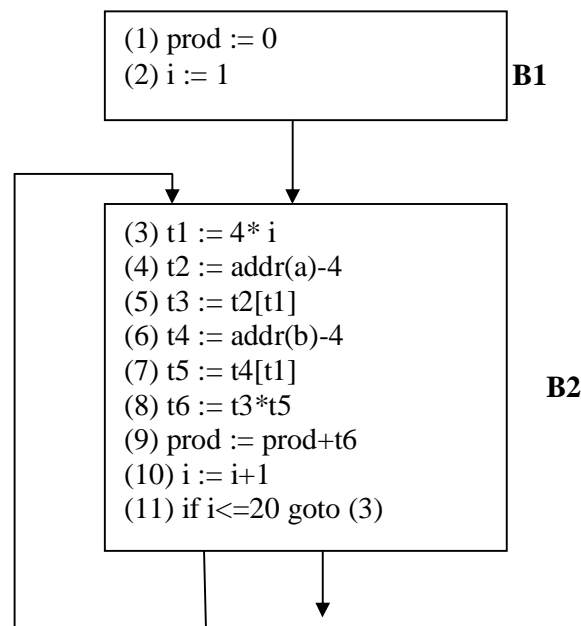 (1) prod := 0
(2) i := 1
B1
(3) t1 := 4* i
(4) t2 := addr(a)-4
(5) t3 := t2[t1]
(6) t4 := addr(b)-4
(7) t5 := t4[t1]
(8) t6 := t3*t5
(9) prod := prod+t6
(10) i := i+1
(11) if i<=20 goto (3)
B2